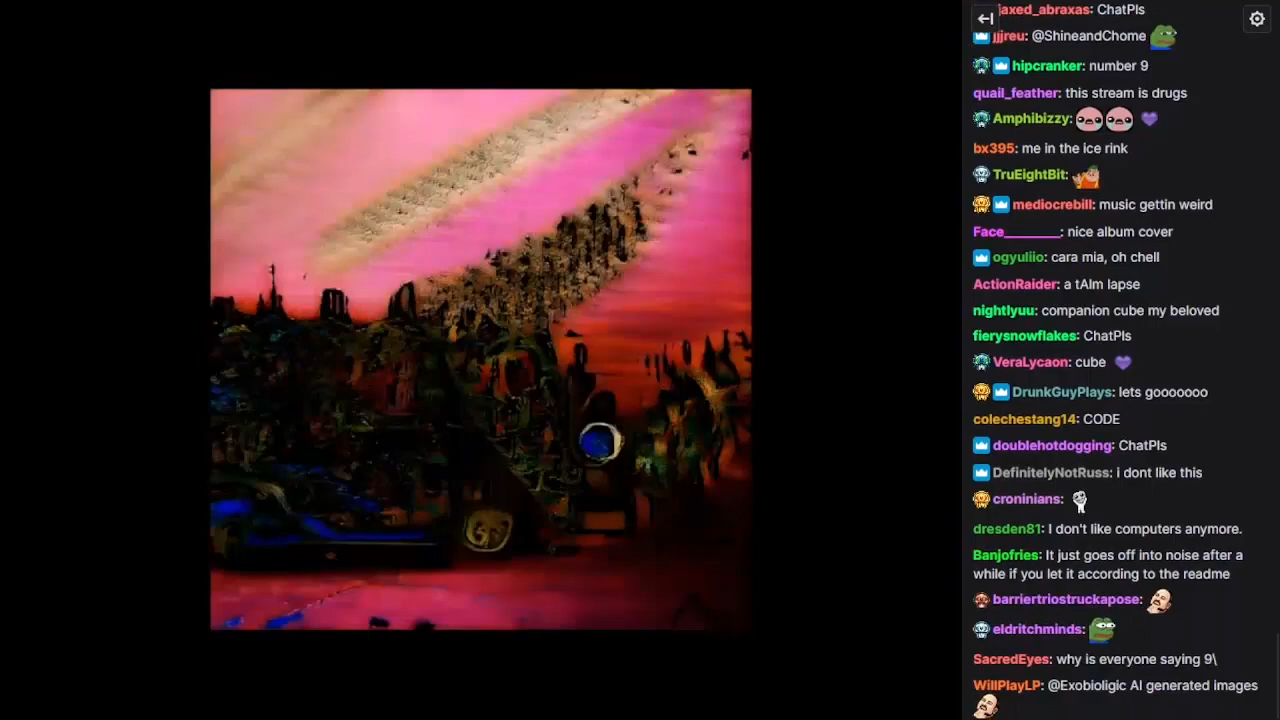 jaxed_abraxas: ChatPls
jjjreu: @ShineandChome
hipcranker: number 9
quail_feather: this stream is drugs
Amphibizzy:
bx395: me in the ice rink
TrueEightBit:
mediocrebill: music gettin weird
Face________: nice album cover
ogyuliio: cara mia, oh chell
ActionRaider: a tAIm lapse
nightlyuu: companion cube my beloved
fierysnowflakes: ChatPls
VeraLycaon: cube
DrunkGuyPlays: lets gooooooo
colechestang14: CODE
doublehotdogging: ChatPls
DefinitelyNotRuss: i dont like this
croninians:
dresden81: I don't like computers anymore.
Banjofries: It just goes off into noise after a
while if you let it according to the readme
barriertriostruckapose:
eldritchminds:
SacredEyes: why is everyone saying 9\
WillPlayLP: @Exobioligic AI generated images